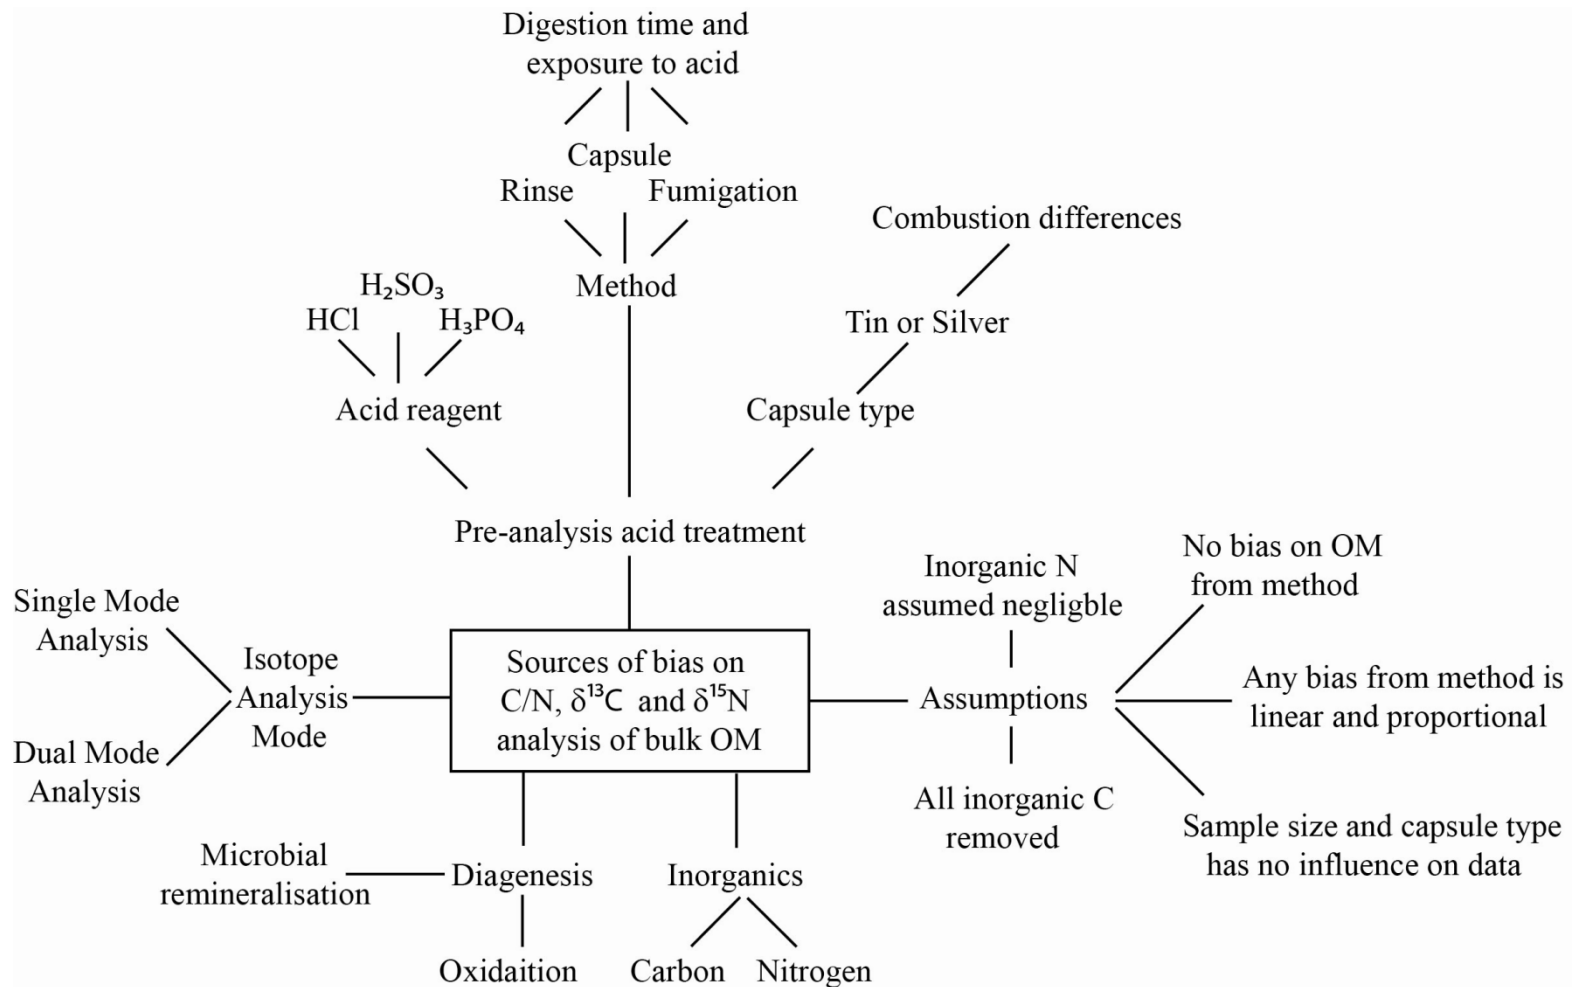 Digestion time and
exposure to acid
Capsule
Rinse
Fumigation
Combustion differences
Method
H₂SO₃
HCl
H₃PO₄
Tin or Silver
Acid reagent
Capsule type
Pre-analysis acid treatment
Single Mode
Analysis
Isotope
Analysis
Mode
Dual Mode
Analysis
Sources of bias on
C/N, δ¹³C and δ¹⁵N
analysis of bulk OM
Inorganic N
assumed negligble
Assumptions
All inorganic C
removed
No bias on OM
from method
Any bias from method is
linear and proportional
Sample size and capsule type
has no influence on data
Microbial
remineralisation
Diagenesis
Oxidaition
Inorganics
Carbon
Nitrogen